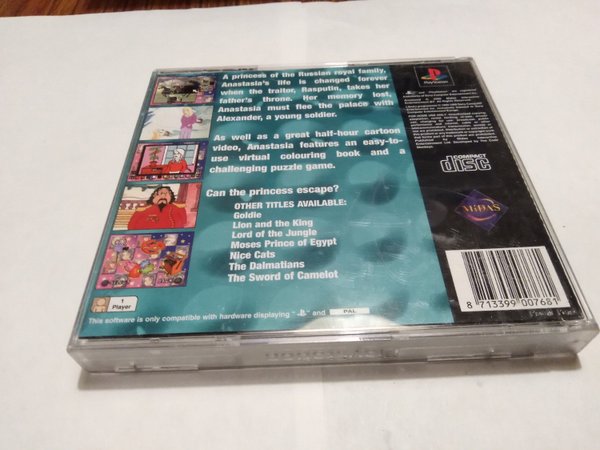 A princess of the Russian royal family,
Anastasia's life is changed forever
when the traitor, Rasputin, takes her
father's throne. Her memory lost,
Anastasia must flee the palace with
Alexander, a young soldier.
As well as a great half-hour cartoon
video, Anastasia features an easy-to-
use virtual colouring book and a
challenging puzzle game.
Can the princess escape?
OTHER TITLES AVAILABLE:
Goldie
Lion and the King
Lord of the Jungle
Moses Prince of Egypt
Nice Cats
The Dalmatians
The Sword of Camelot
1
Player
This software is only compatible with hardware displaying " " and PAL
PlayStation
COMPACT
disc
MiDAS
8 713399 007681